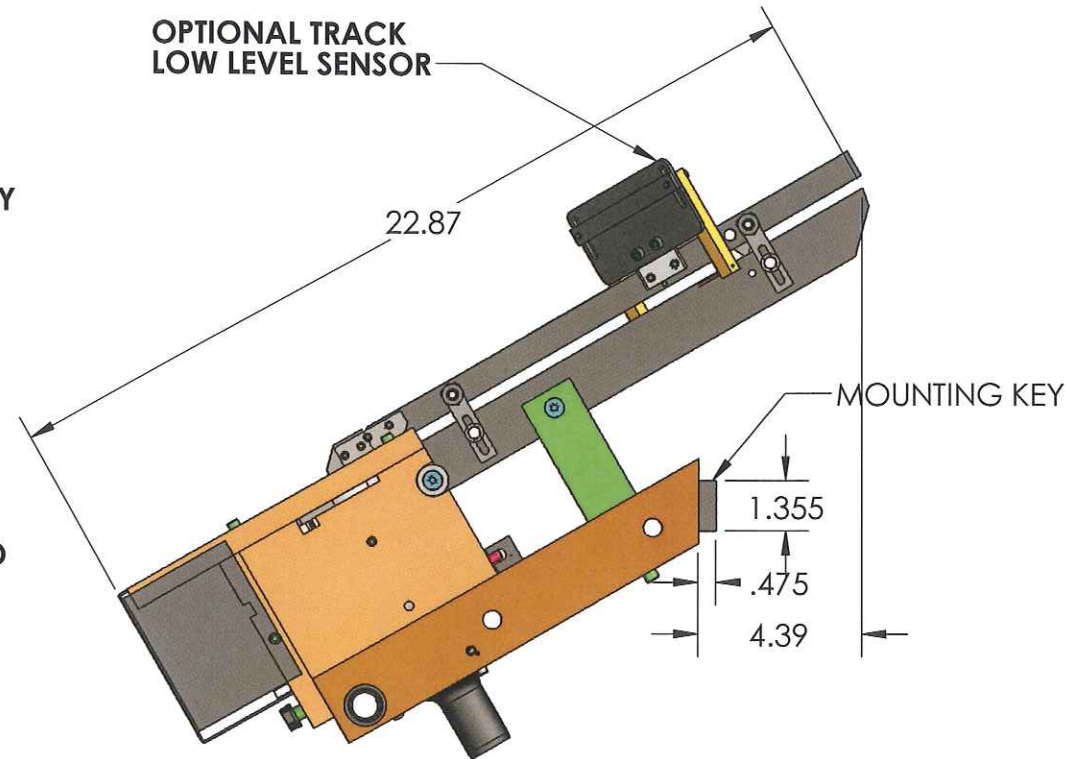 OPTIONAL TRACK
LOW LEVEL SENSOR
Y
22.87
MOUNTING KEY
1.355
.475
4.39